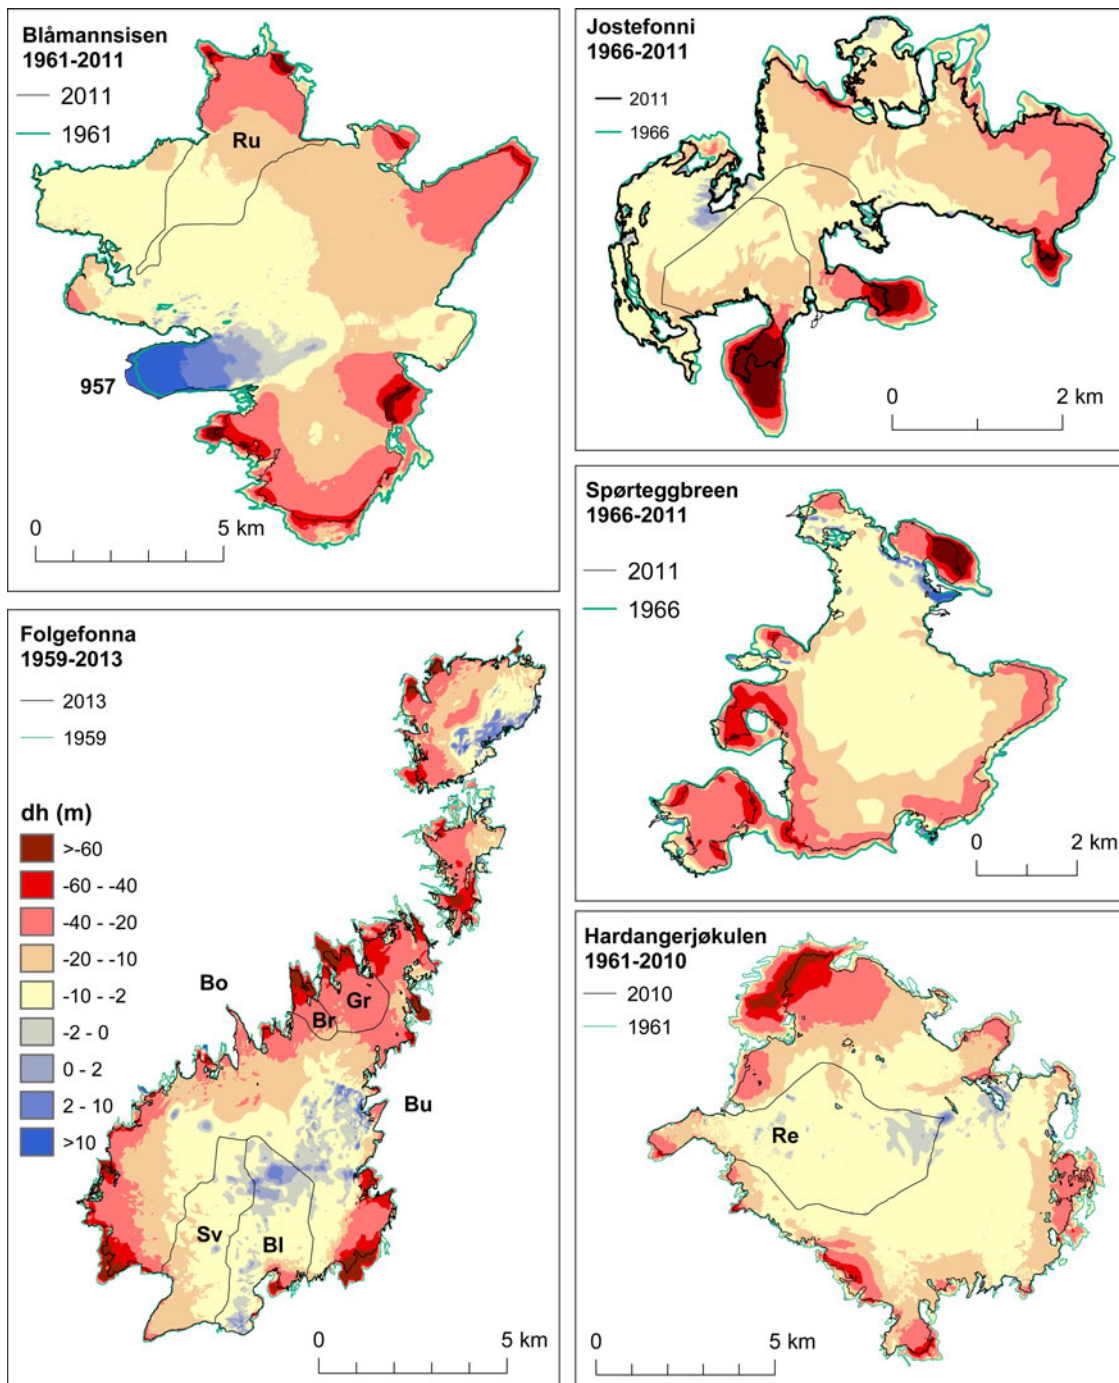 Blåmannsisen
1961-2011
2011
1961
Ru
957
0 5 km
Jostefonni
1966-2011
2011
1966
0 2 km
Spørteggbreen
1966-2011
2011
1966
0 2 km
Folgefonna
1959-2013
2013
1959
dh (m)
>-60
-60 - -40
-40 - -20
-20 - -10
-10 - -2
-2 - 0
0 - 2
2 - 10
>10
Bo
Gr
Br
Bu
Sv
Bl
0 5 km
Hardangerjøkulen
1961-2010
2010
1961
Re
0 5 km